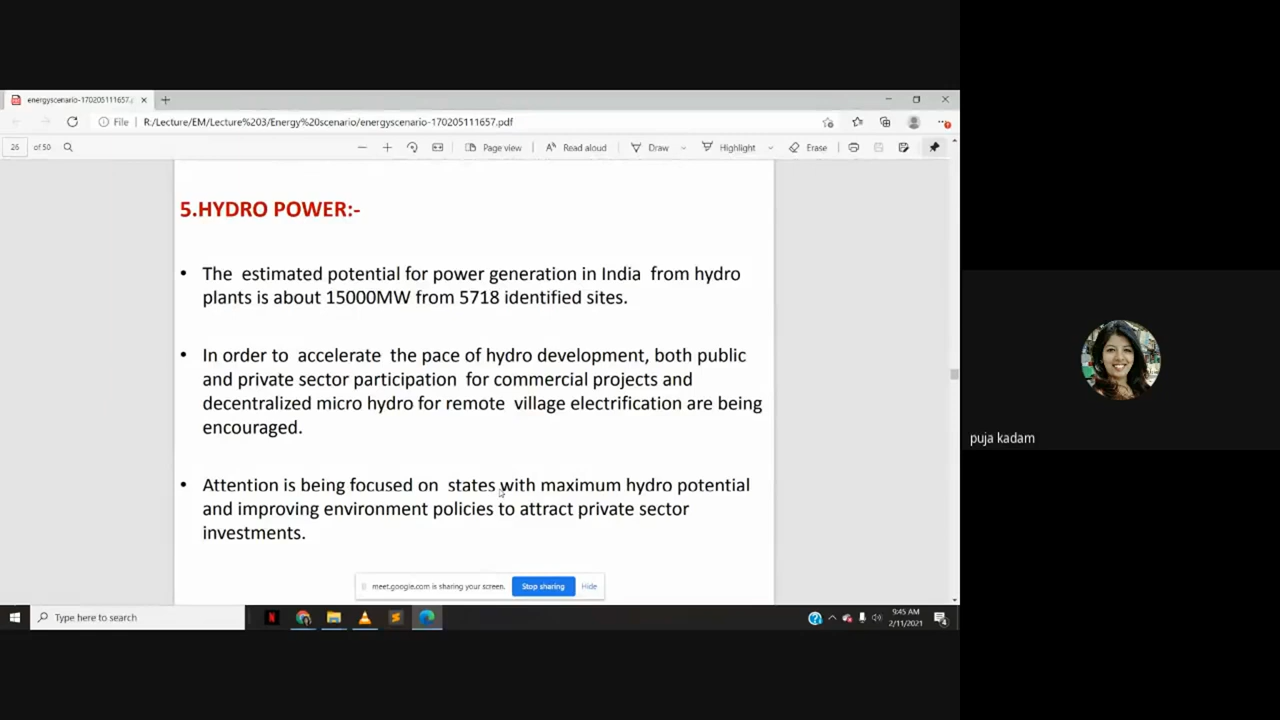 energyscenario-170205111657.p
File
R:/Lecture/EM/Lecture%203/Energy%20scenario/energyscenario-170205111657.pdf
26 of 50
Page view
Read aloud
Draw
Highlight
Erase
5.HYDRO POWER:-
• The estimated potential for power generation in India from hydro
plants is about 15000MW from 5718 identified sites.
• In order to accelerate the pace of hydro development, both public
and private sector participation for commercial projects and
decentralized micro hydro for remote village electrification are being
encouraged.
• Attention is being focused on states with maximum hydro potential
and improving environment policies to attract private sector
investments.
puja kadam
meet.google.com is sharing your screen.
Stop sharing
Hide
Type here to search
9:45 AM
2/11/2021